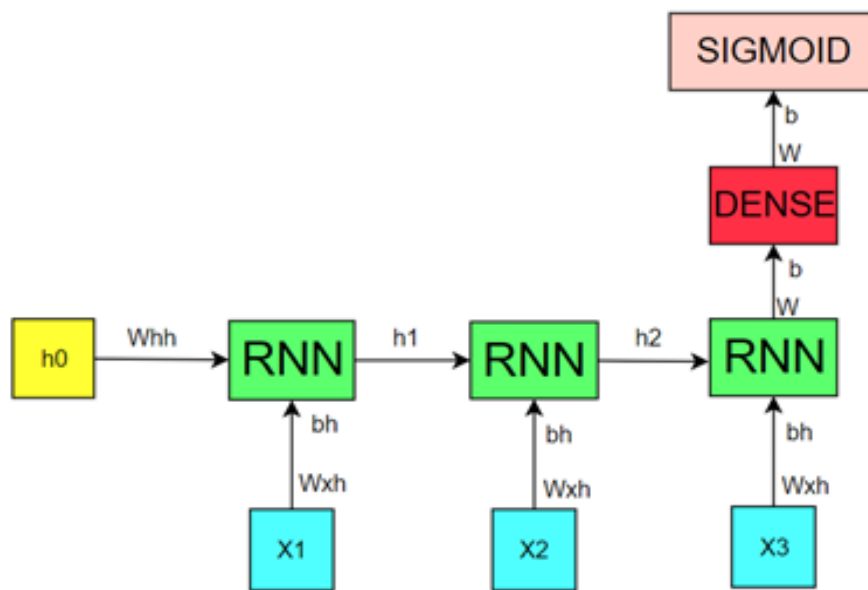 SIGMOID
b
W
DENSE
b
W
h0
Whh
RNN
h1
RNN
h2
RNN
bh
bh
bh
Wxh
Wxh
Wxh
X1
X2
X3